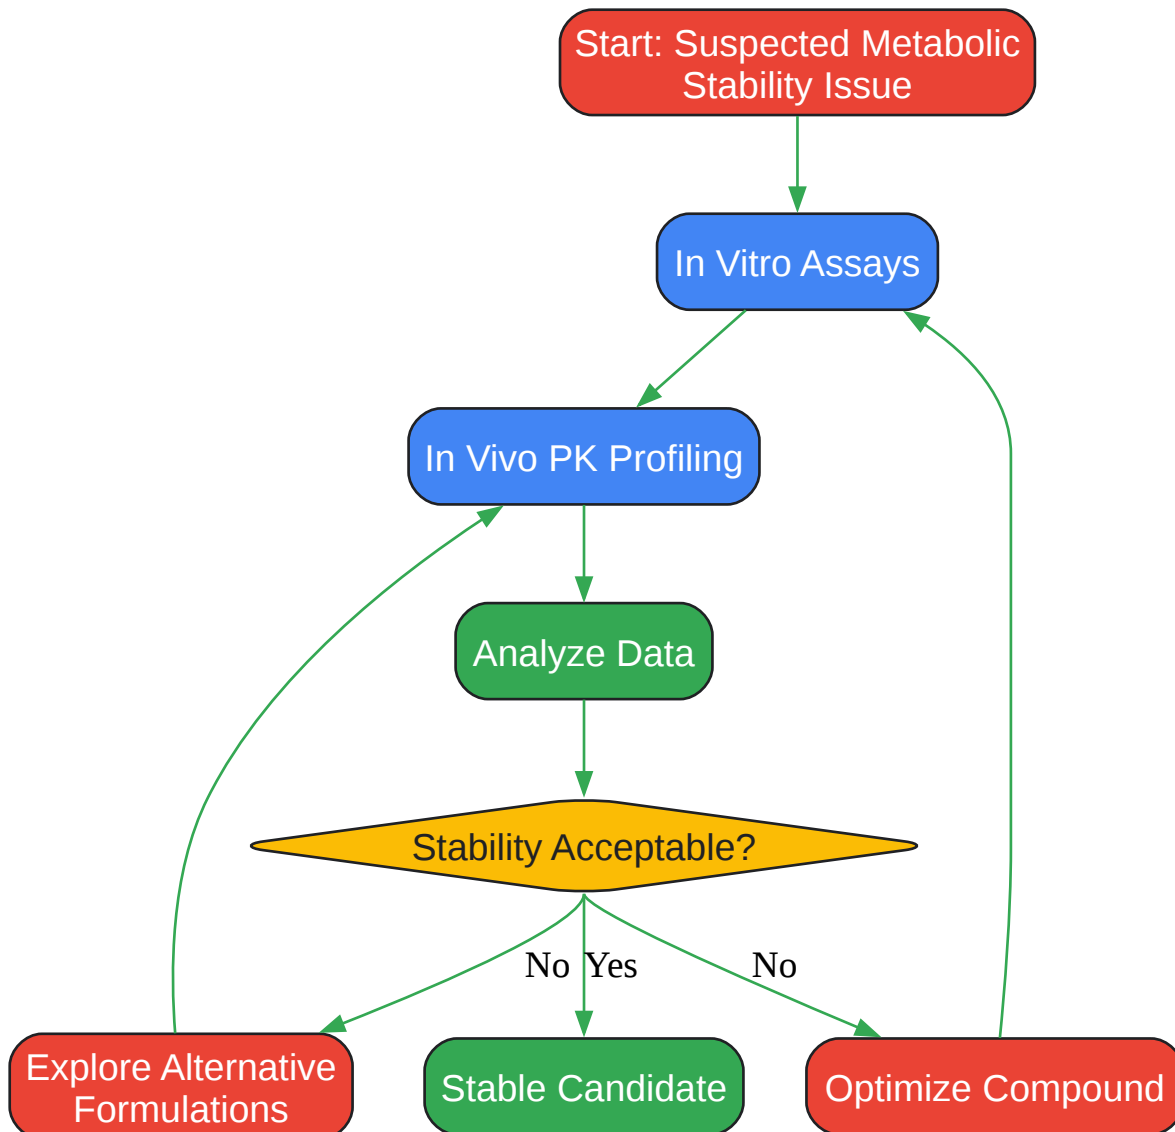 Start: Suspected Metabolic
Stability Issue
In Vitro Assays
In Vivo PK Profiling
Analyze Data
Stability Acceptable?
No
Yes
No
Explore Alternative
Formulations
Stable Candidate
Optimize Compound